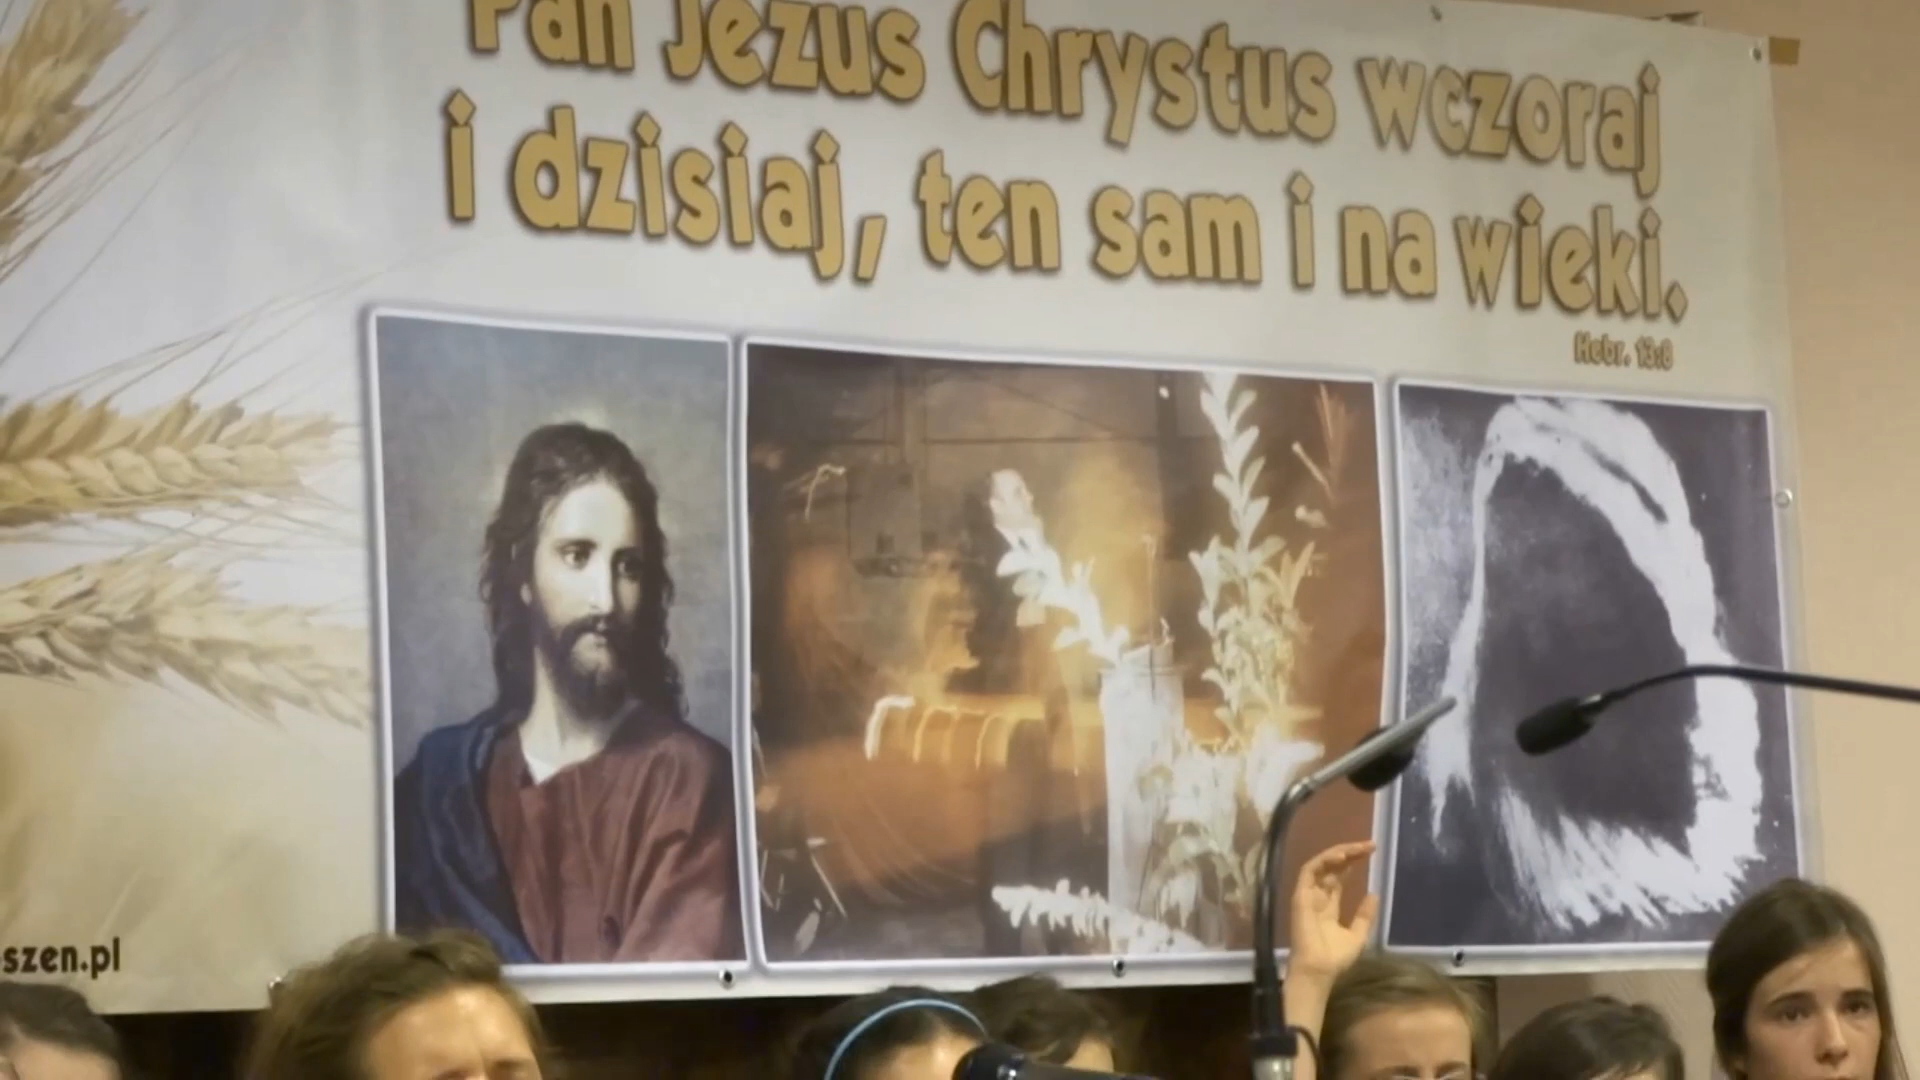 Pan Jezus Chrystus wczoraj
i dzisiaj, ten sam i na wieki.
Hebr. 13:8
szen.pl